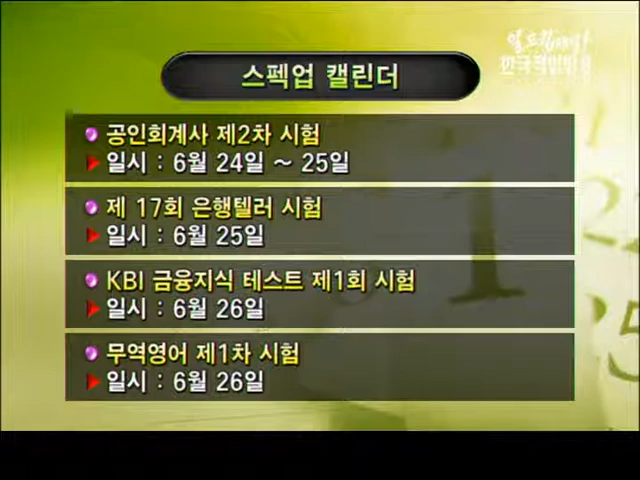 스펙업 캘린더
공인회계사 제2차 시험
일시 : 6월 24일 ~ 25일
제 17회 은행텔러 시험
일시 : 6월 25일
KBI 금융지식 테스트 제1회 시험
일시 : 6월 26일
무역영어 제1차 시험
일시 : 6월 26일
1